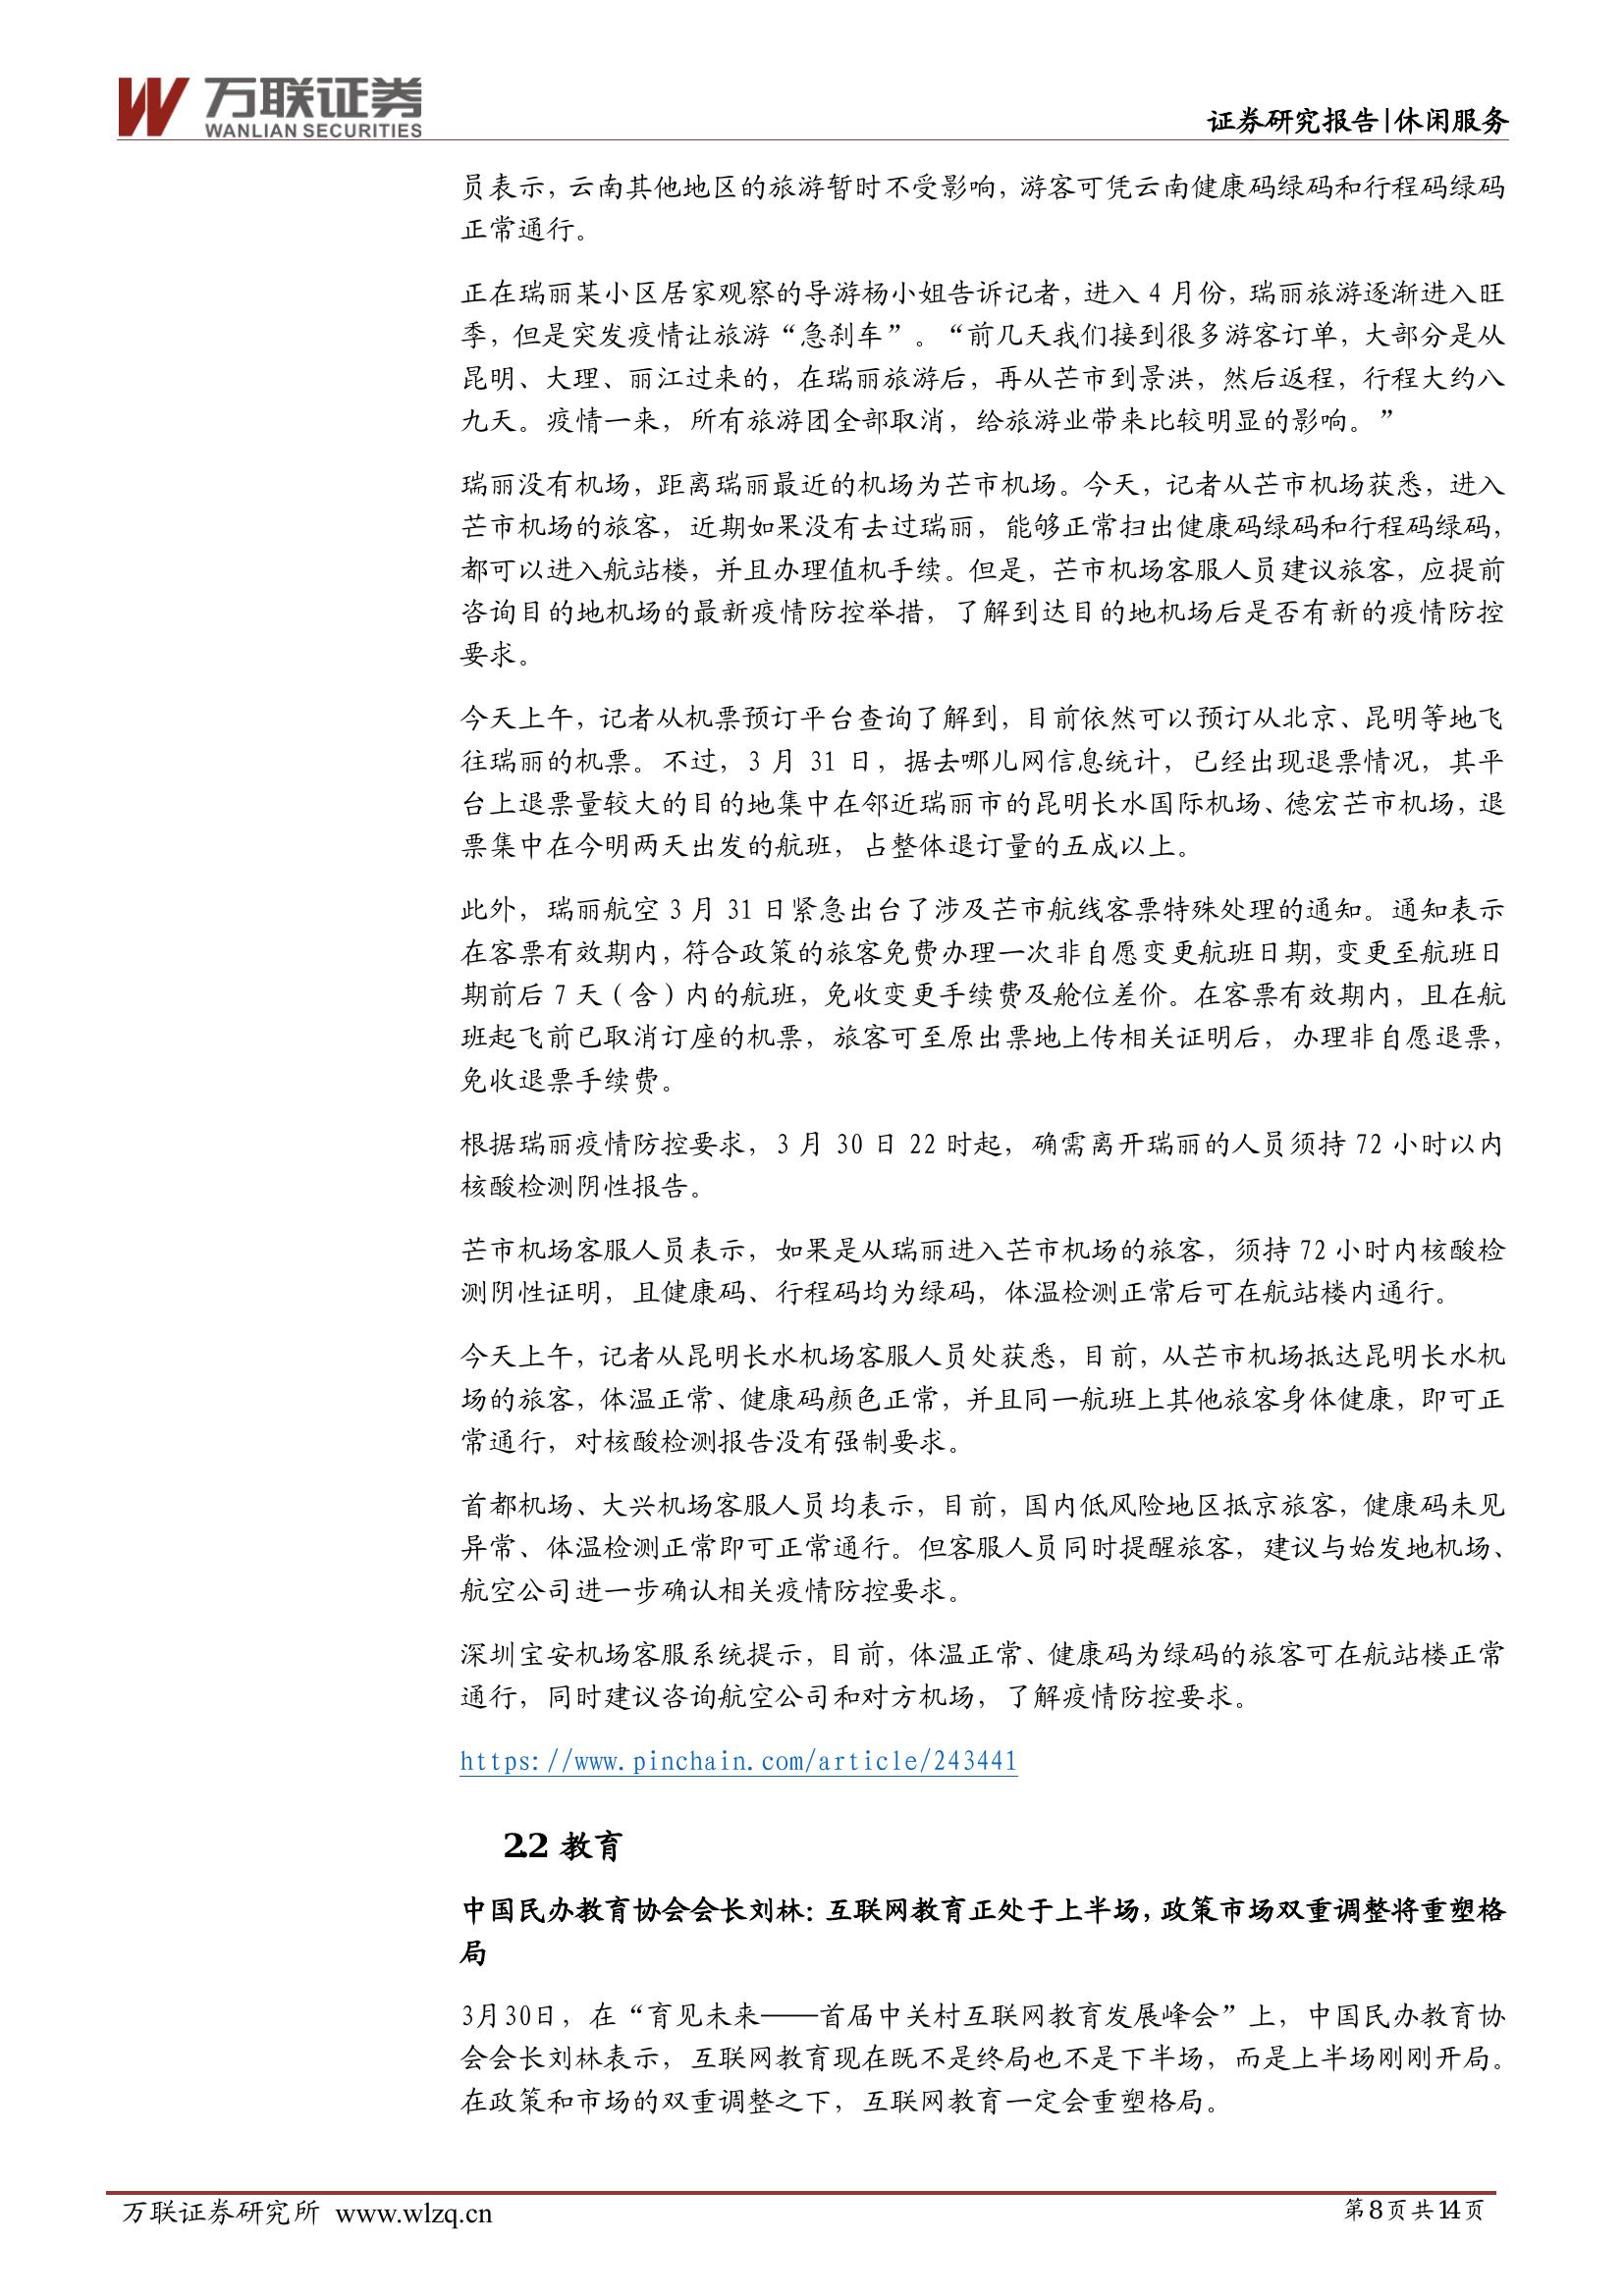 万联证券
WANLIAN SECURITIES
证券研究报告|休闲服务
员表示，云南其他地区的旅游暂时不受影响，游客可凭云南健康码绿码和行程码绿码
正常通行。
正在瑞丽某小区居家观察的导游杨小姐告诉记者，进入 4 月份，瑞丽旅游逐渐进入旺
季，但是突发疫情让旅游“急刹车”。“前几天我们接到很多游客订单，大部分是从
昆明、大理、丽江过来的，在瑞丽旅游后，再从芒市到景洪，然后返程，行程大约八
九天。疫情一来，所有旅游团全部取消，给旅游业带来比较明显的影响。”
瑞丽没有机场，距离瑞丽最近的机场为芒市机场。今天，记者从芒市机场获悉，进入
芒市机场的旅客，近期如果没有去过瑞丽，能够正常扫出健康码绿码和行程码绿码，
都可以进入航站楼，并且办理值机手续。但是，芒市机场客服人员建议旅客，应提前
咨询目的地机场的最新疫情防控举措，了解到达目的地机场后是否有新的疫情防控
要求。
今天上午，记者从机票预订平台查询了解到，目前依然可以预订从北京、昆明等地飞
往瑞丽的机票。不过，3 月 31 日，据去哪儿网信息统计，已经出现退票情况，其平
台上退票量较大的目的地集中在邻近瑞丽市的昆明长水国际机场、德宏芒市机场，退
票集中在今明两天出发的航班，占整体退订量的五成以上。
此外，瑞丽航空 3 月 31 日紧急出台了涉及芒市航线客票特殊处理的通知。通知表示
在客票有效期内，符合政策的旅客免费办理一次非自愿变更航班日期，变更至航班日
期前后 7 天（含）内的航班，免收变更手续费及舱位差价。在客票有效期内，且在航
班起飞前已取消订座的机票，旅客可至原出票地上传相关证明后，办理非自愿退票，
免收退票手续费。
根据瑞丽疫情防控要求，3 月 30 日 22 时起，确需离开瑞丽的人员须持 72 小时以内
核酸检测阴性报告。
芒市机场客服人员表示，如果是从瑞丽进入芒市机场的旅客，须持 72 小时内核酸检
测阴性证明，且健康码、行程码均为绿码，体温检测正常后可在航站楼内通行。
今天上午，记者从昆明长水机场客服人员处获悉，目前，从芒市机场抵达昆明长水机
场的旅客，体温正常、健康码颜色正常，并且同一航班上其他旅客身体健康，即可正
常通行，对核酸检测报告没有强制要求。
首都机场、大兴机场客服人员均表示，目前，国内低风险地区抵京旅客，健康码未见
异常、体温检测正常即可正常通行。但客服人员同时提醒旅客，建议与始发地机场、
航空公司进一步确认相关疫情防控要求。
深圳宝安机场客服系统提示，目前，体温正常、健康码为绿码的旅客可在航站楼正常
通行，同时建议咨询航空公司和对方机场，了解疫情防控要求。
https://www.pinchain.com/article/243441
2.2 教育
中国民办教育协会会长刘林：互联网教育正处于上半场，政策市场双重调整将重塑格
局
3月30日，在“育见未来——首届中关村互联网教育发展峰会”上，中国民办教育协
会会长刘林表示，互联网教育现在既不是终局也不是下半场，而是上半场刚刚开局。
在政策和市场的双重调整之下，互联网教育一定会重塑格局。
万联证券研究所 www.wlzq.cn
第8页共14页